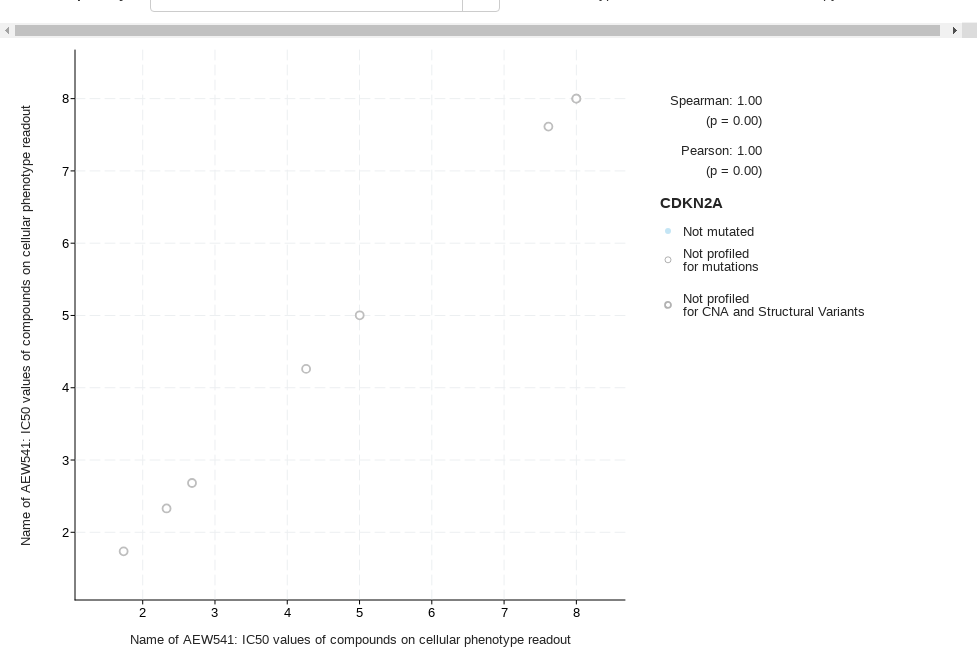 8
7
6
5
4
3
2
Name of AEW541: IC50 values of compounds on cellular phenotype readout
2 3 4 5 6 7 8
Name of AEW541: IC50 values of compounds on cellular phenotype readout
Spearman: 1.00
(p = 0.00)
Pearson: 1.00
(p = 0.00)
CDKN2A
Not mutated
Not profiled
for mutations
Not profiled
for CNA and Structural Variants